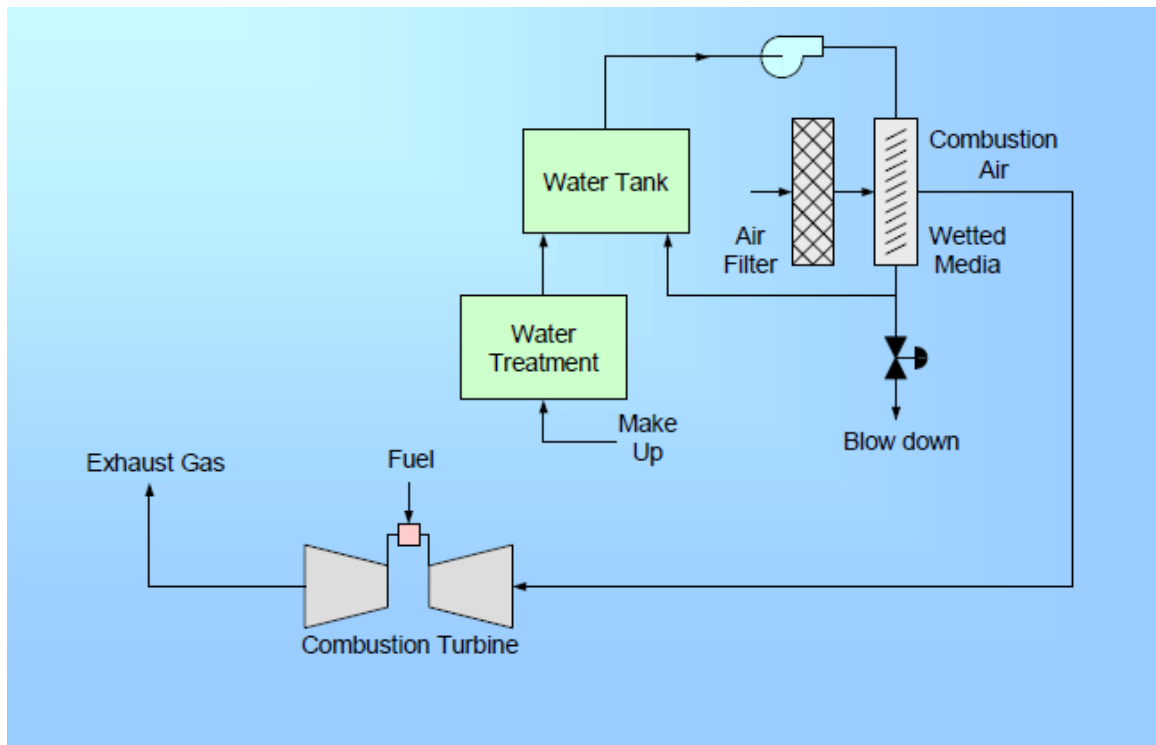 Water Tank
Combustion
Air
Air
Filter
Wetted
Media
Water
Treatment
Make
Up
Blow down
Exhaust Gas
Fuel
Combustion Turbine